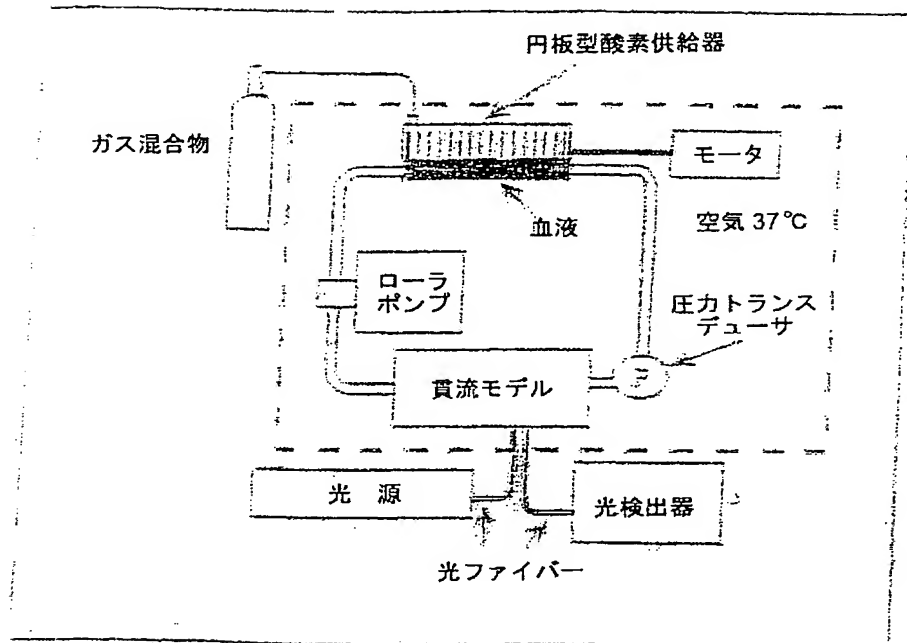 円板型酸素供給器
ガス混合物
モータ
血液
空気 37℃
ローラ
ポンプ
圧力トランス
デューサ
P
貫流モデル
光 源
光検出器
光ファイバー